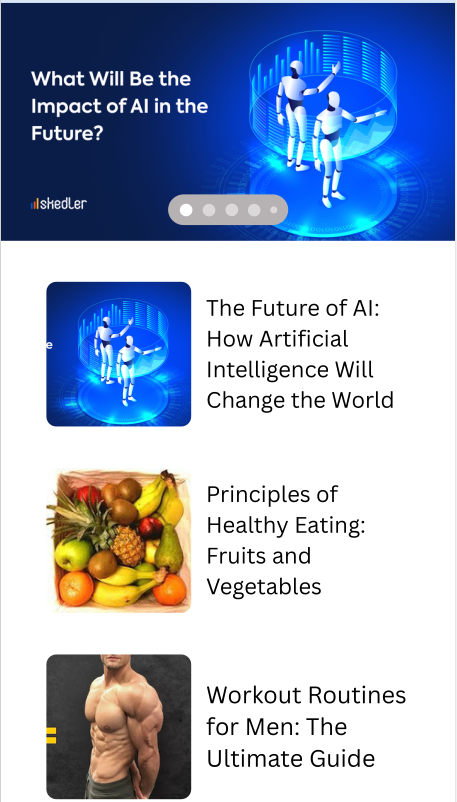 What Will Be the
Impact of AI in the
Future?
skedler
e
The Future of AI:
How Artificial
Intelligence Will
Change the World
Principles of
Healthy Eating:
Fruits and
Vegetables
Workout Routines
for Men: The
Ultimate Guide